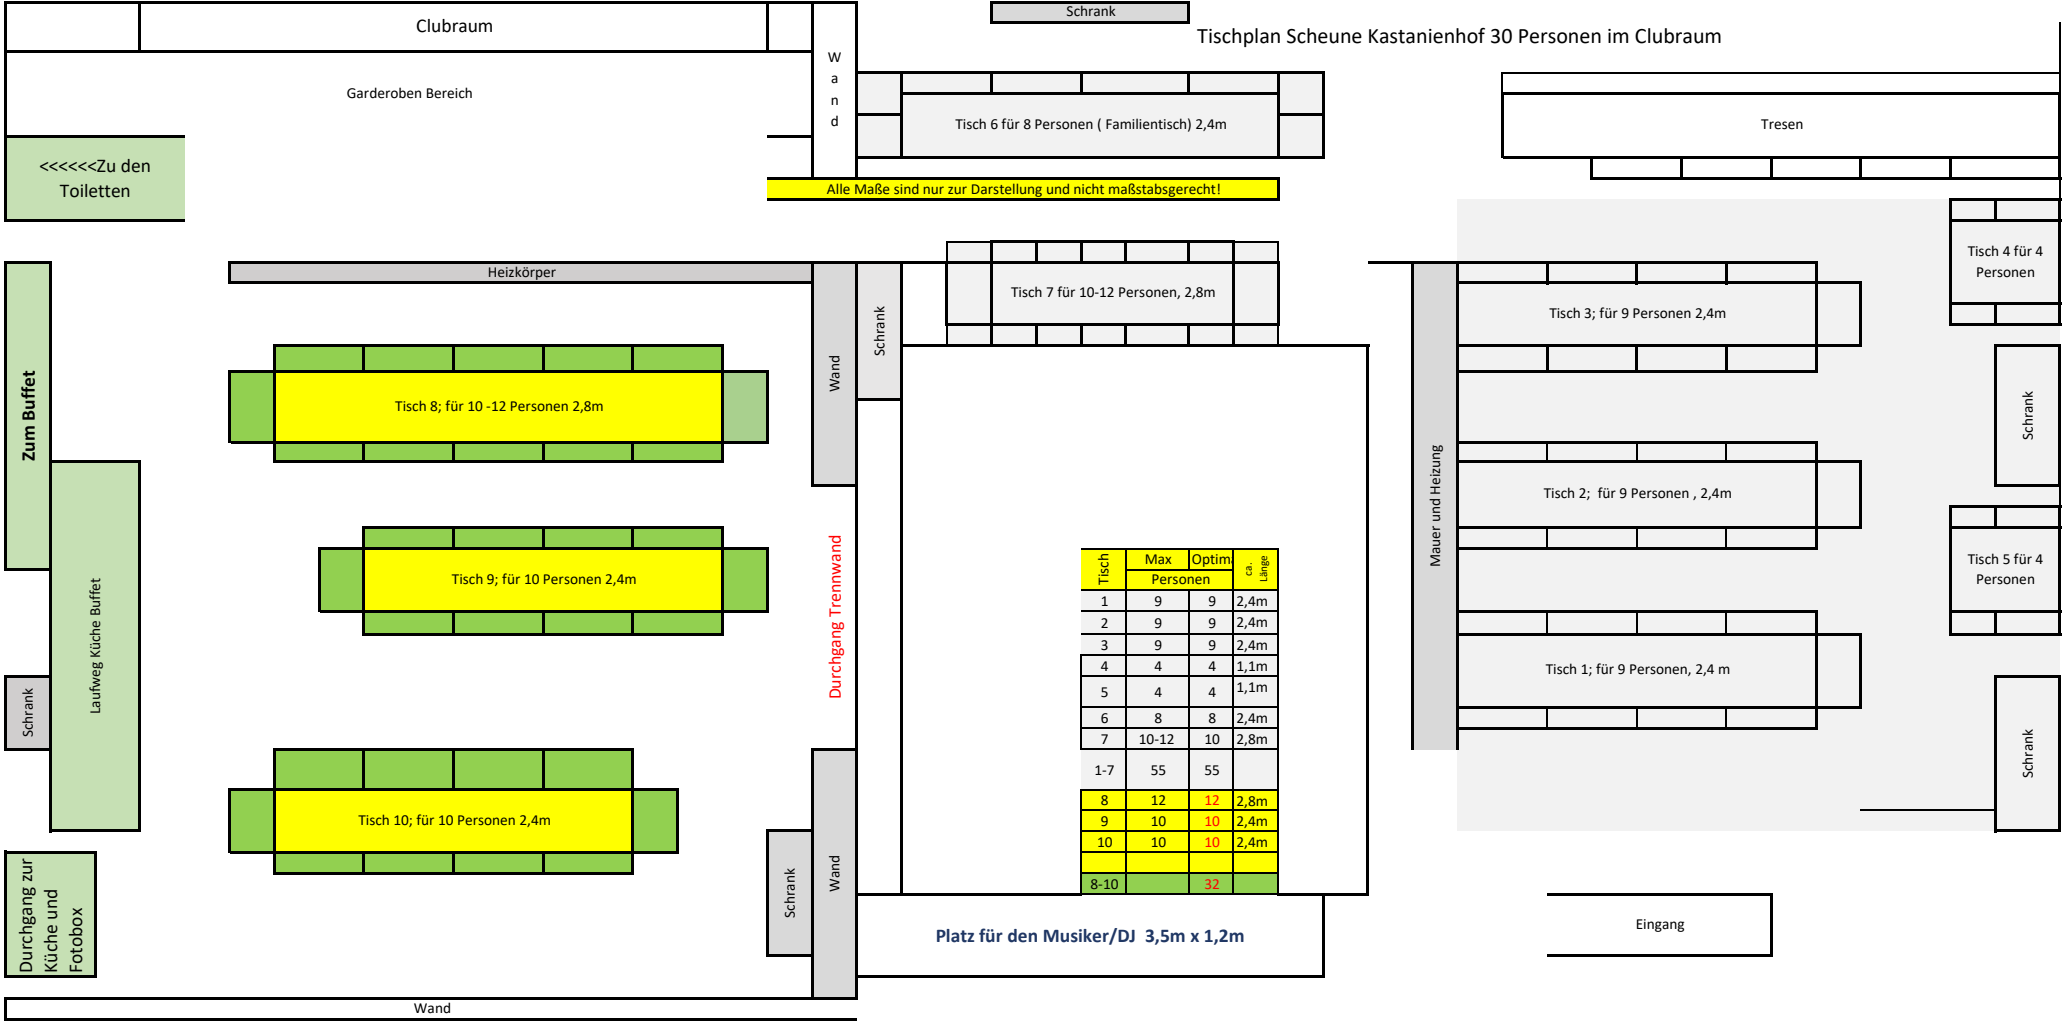 Clubraum
Schrank
Tischplan Scheune Kastanienhof 30 Personen im Clubraum
W
a
n
d
Garderoben Bereich
Tisch 6 für 8 Personen ( Familientisch) 2,4m
Tresen
<<<<<<Zu den
Toiletten
Alle Maße sind nur zur Darstellung und nicht maßstabsgerecht!
Tisch 4 für 4
Personen
Heizkörper
Tisch 7 für 10-12 Personen, 2,8m
Schrank
Tisch 3; für 9 Personen 2,4m
Zum Buffet
Wand
Tisch 8; für 10 -12 Personen 2,8m
Schrank
Mauer und Heizung
Tisch 2;  für 9 Personen , 2,4m
Durchgang Trennwand
Tisch 9; für 10 Personen 2,4m
Tisch 5 für 4
Personen
Laufweg Küche Buffet
Tisch 1; für 9 Personen, 2,4 m
Schrank
Schrank
Tisch Max Optim ca. Länge
Personen
1 9 9 2,4m
2 9 9 2,4m
3 9 9 2,4m
4 4 4 1,1m
5 4 4 1,1m
6 8 8 2,4m
7 10-12 10 2,8m
1-7 55 55
8 12 12 2,8m
9 10 10 2,4m
10 10 10 2,4m
8-10 32
Tisch 10; für 10 Personen 2,4m
Schrank
Wand
Durchgang zur
Küche und
Fotobox
Platz für den Musiker/DJ  3,5m x 1,2m
Eingang
Wand